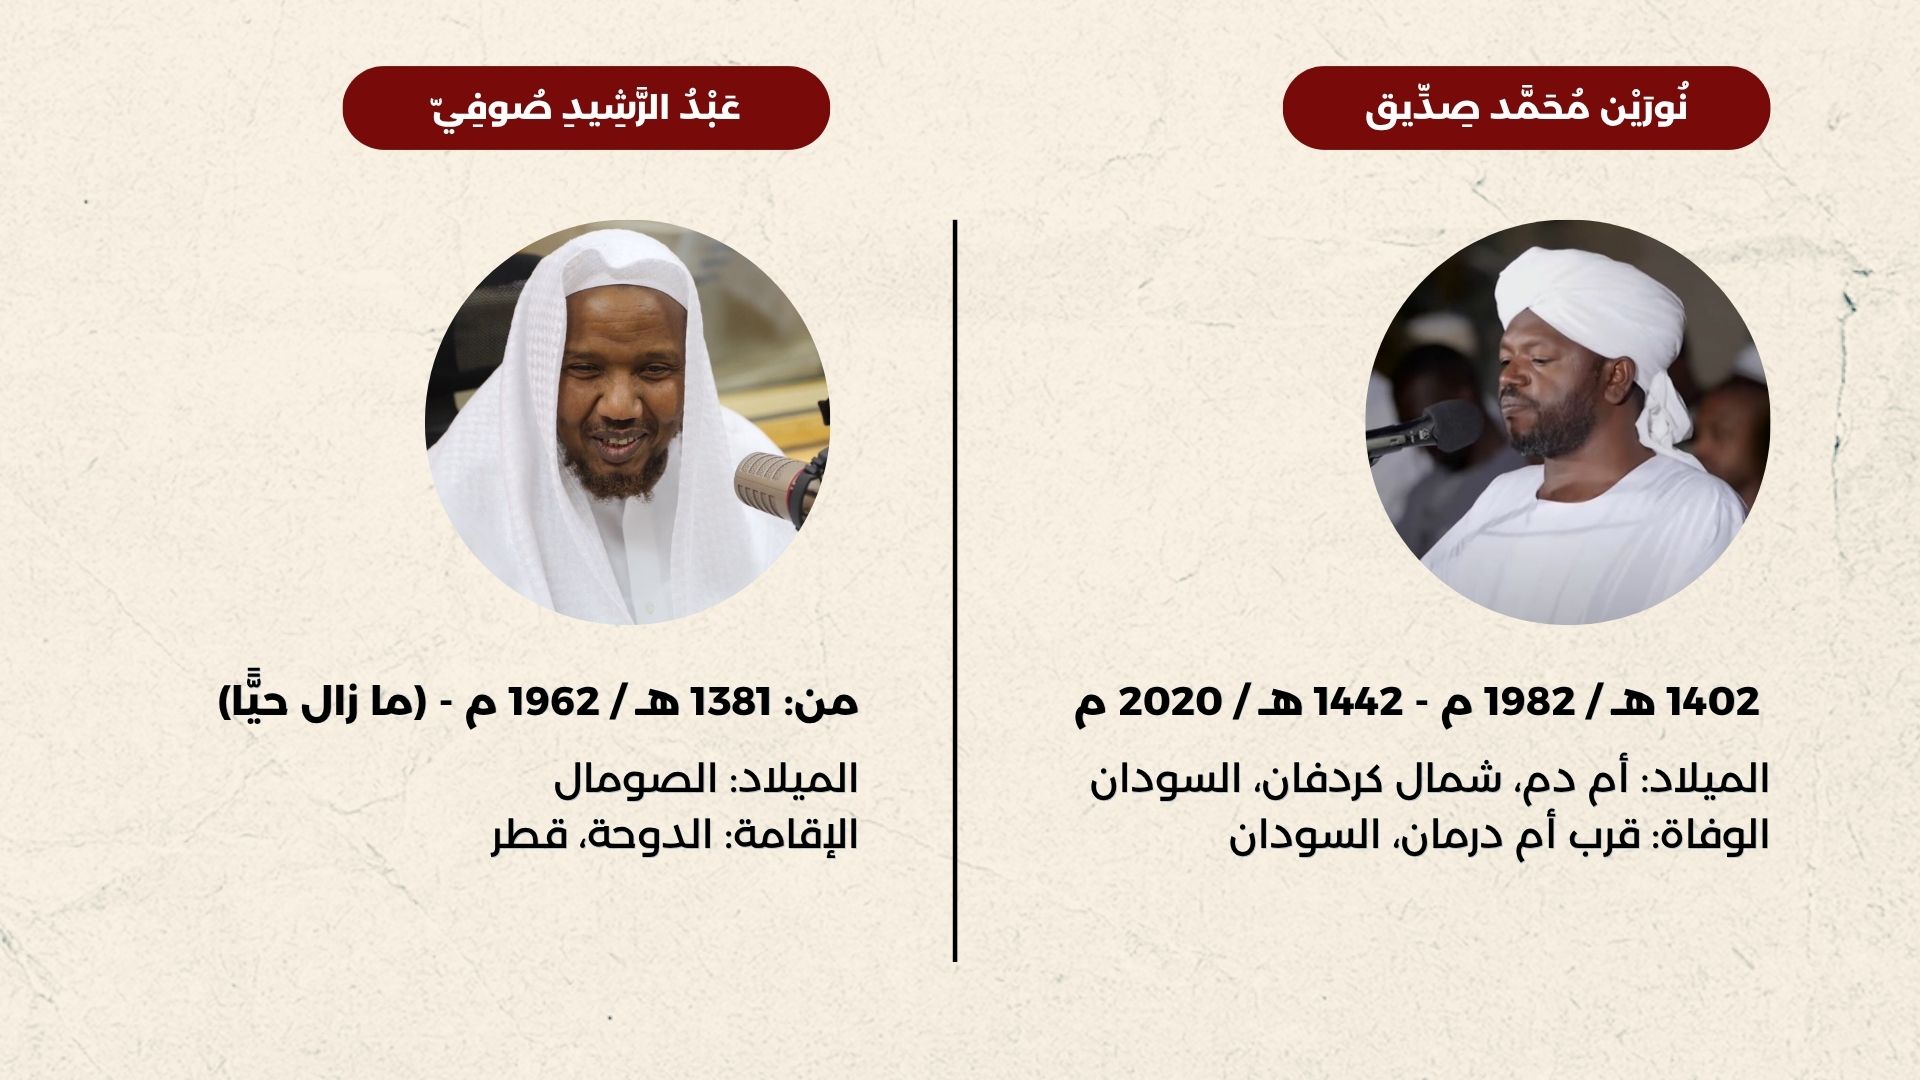 نُورَيْن مُحَمَّد صِدِّيق
1402 هـ / 1982 م - 1442 هـ / 2020 م
الميلاد: أم دم، شمال كردفان، السودان
الوفاة: قرب أم درمان، السودان
عَبْدُ الرَّشِيدِ صُوفِيّ
من: 1381 هـ / 1962 م - (ما زال حيًّا)
الميلاد: الصومال
الإقامة: الدوحة، قطر